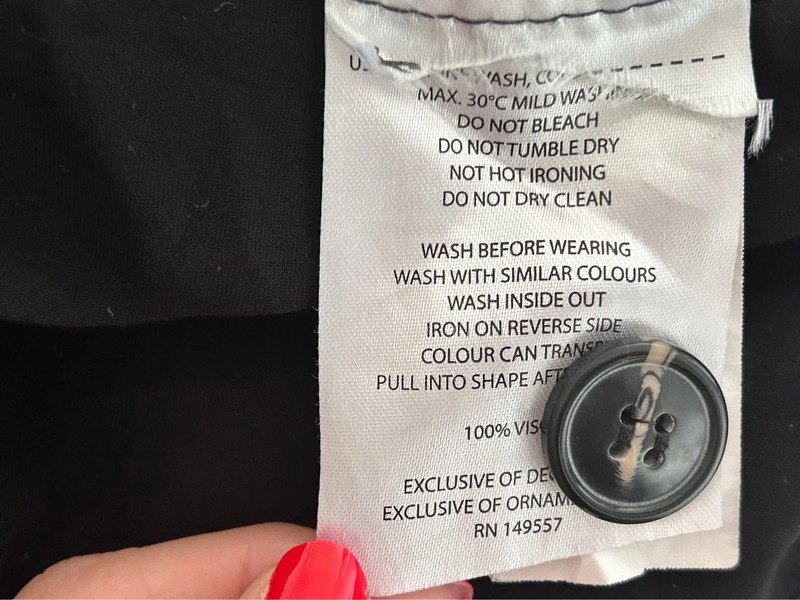 WASH,
MAX. 30°C MILD
DO NOT BLEACH
DO NOT TUMBLE DRY
NOT HOT IRONING
DO NOT DRY CLEAN
WASH BEFORE WEARING
WASH WITH SIMILAR COLOURS
WASH INSIDE OUT
IRON ON REVERSE SIDE
COLOUR CAN
PULL INTO SHAPE
100%
EXCLUSIVE OF
EXCLUSIVE OF
RN 149557